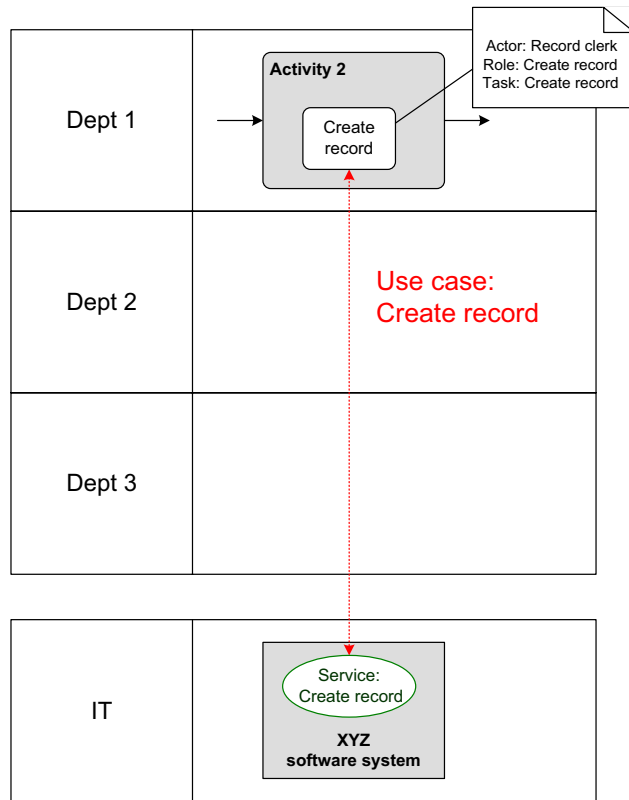 Actor: Record clerk
Role: Create record
Task: Create record
Activity 2
Dept 1
Create
record
Dept 2
Use case:
Create record
Dept 3
IT
Service:
Create record
XYZ
software system